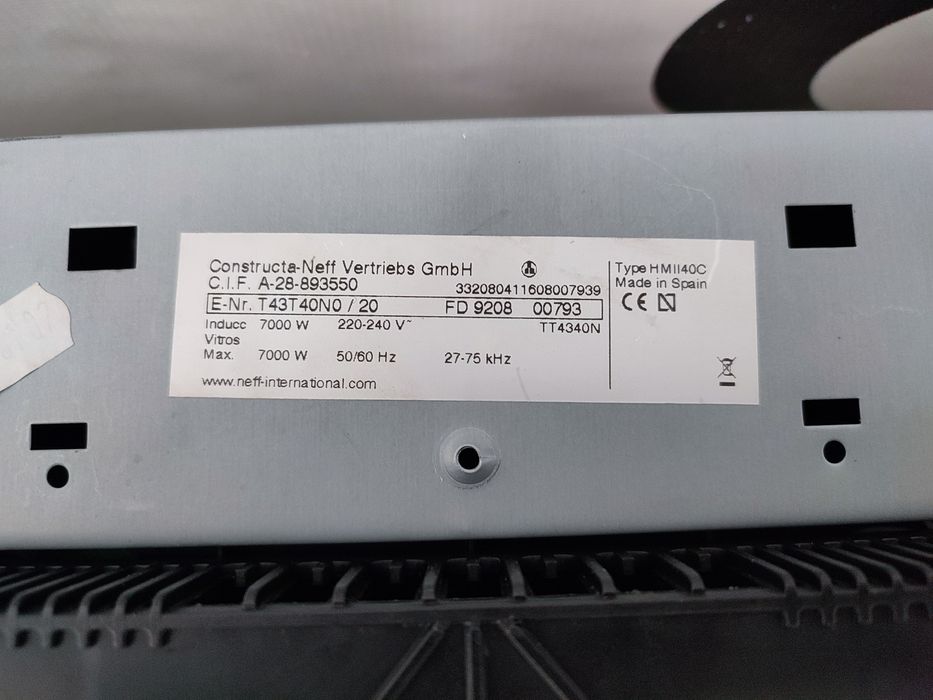 Constructa-Neff Vertriebs GmbH
C.I.F. A-28-893550
332080411608007939
E-Nr. T43T40N0 / 20 FD 9208 00793
Inducc 7000 W 220-240 V~
TT4340N
Vitros
Max. 7000 W 50/60 Hz 27-75 kHz
www.neff-international.com
Type HMII40C
Made in Spain
CE N